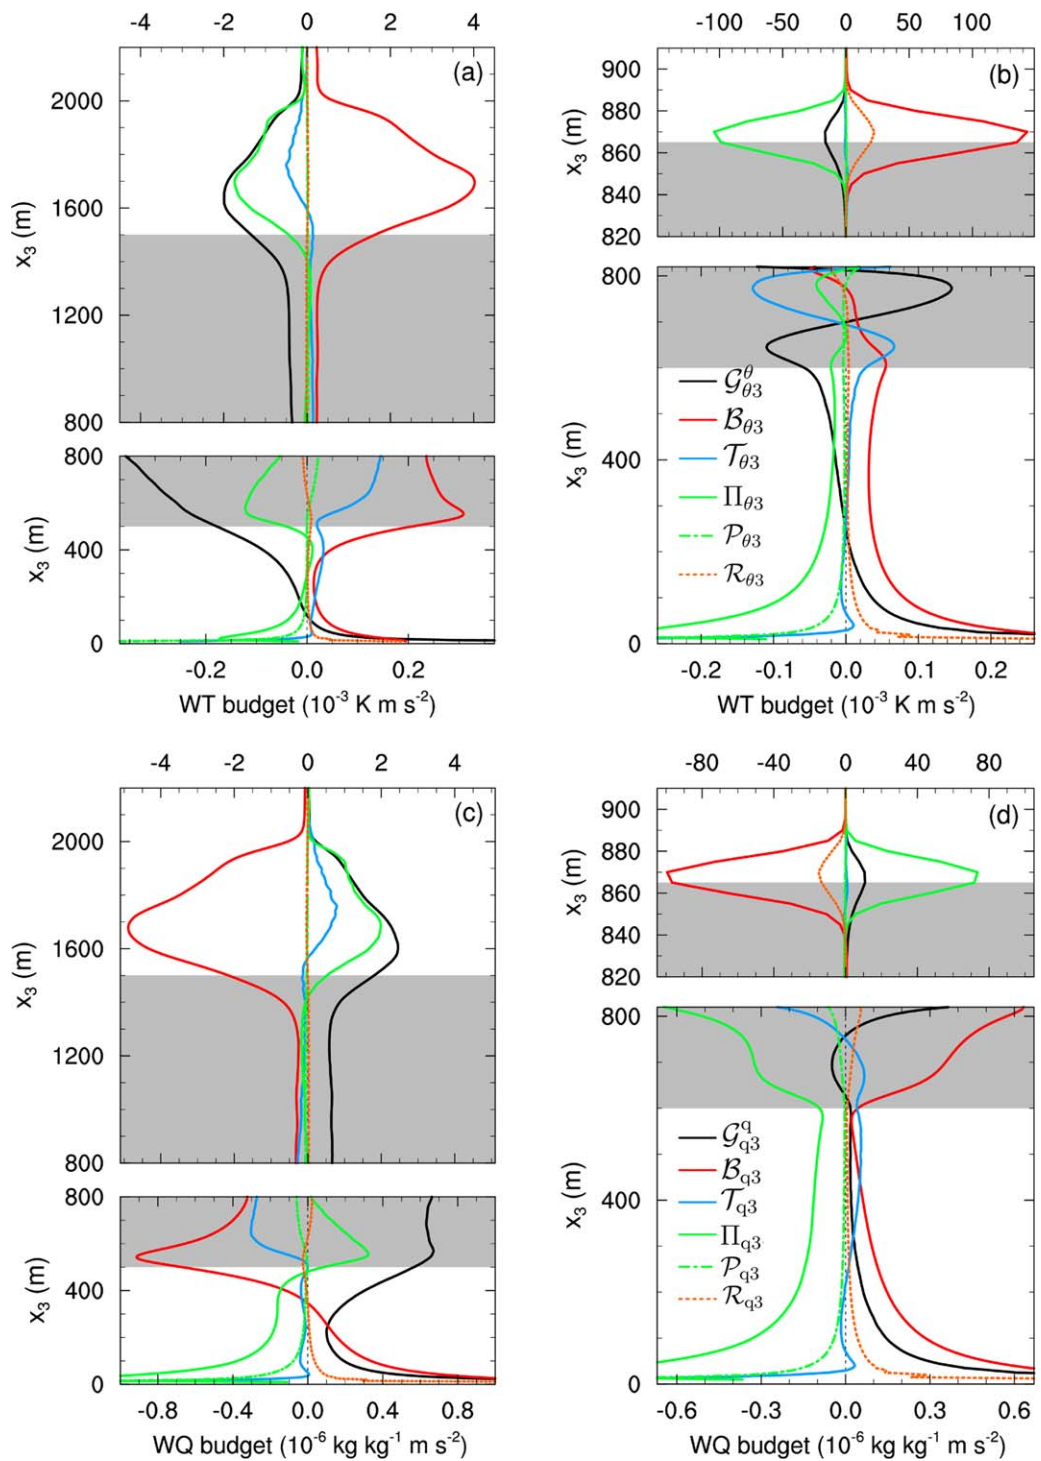 -4 -2 0 2 4
(a)
2000
1600
1200
800
x3 (m)
800
400
0
x3 (m)
-0.2 0.0 0.2
WT budget (10-3 K m s-2)
-100 -50 0 50 100
(b)
900
880
860
840
820
x3 (m)
800
400
0
x3 (m)
𝒢θθ3
ℬθ3
𝒯θ3
Πθ3
𝒫θ3
ℛθ3
-0.2 -0.1 0.0 0.1 0.2
WT budget (10-3 K m s-2)
-4 -2 0 2 4
(c)
2000
1600
1200
800
x3 (m)
800
400
0
x3 (m)
-0.8 -0.4 0.0 0.4 0.8
WQ budget (10-6 kg kg-1 m s-2)
-80 -40 0 40 80
(d)
900
880
860
840
820
x3 (m)
800
400
0
x3 (m)
𝒢qq3
ℬq3
𝒯q3
Πq3
𝒫q3
ℛq3
-0.6 -0.3 0.0 0.3 0.6
WQ budget (10-6 kg kg-1 m s-2)